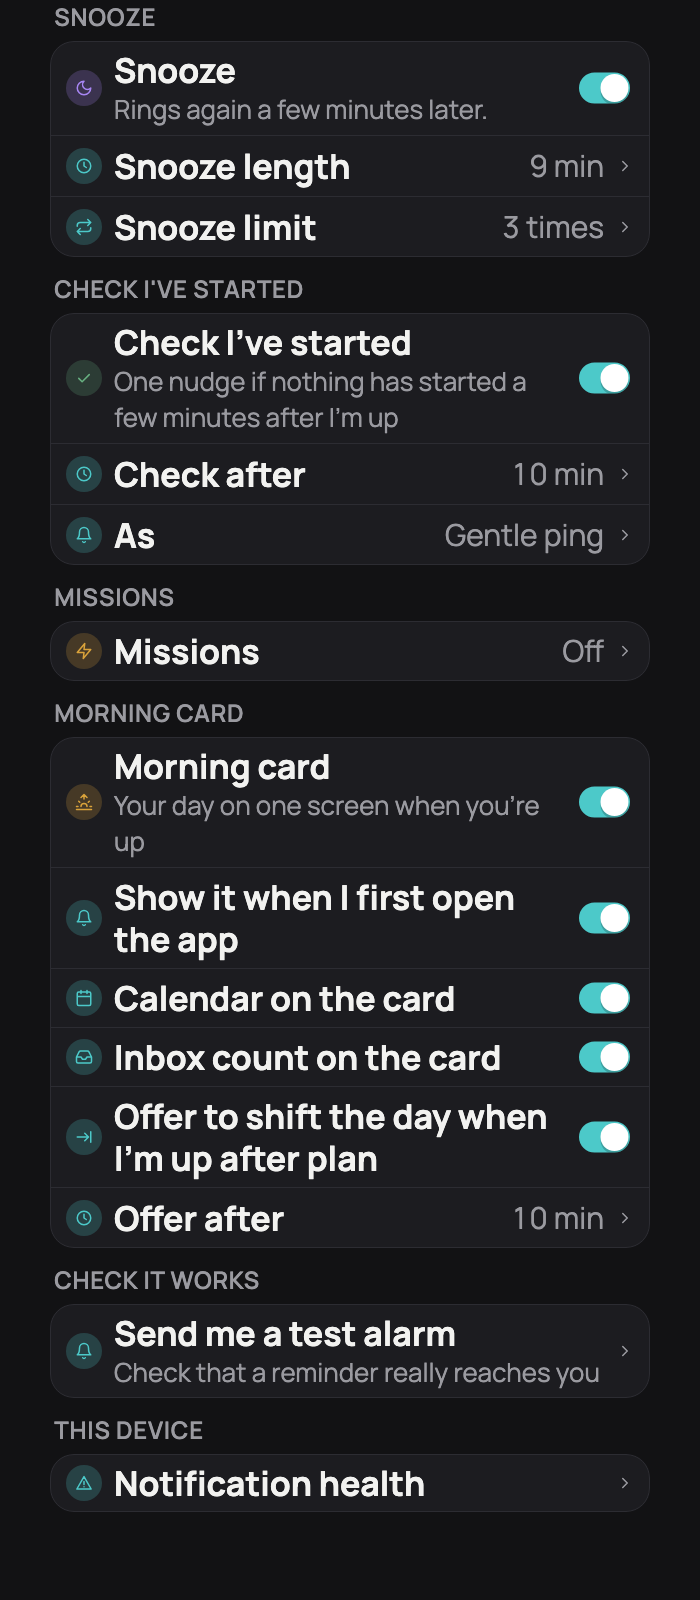 SNOOZE
Snooze
Rings again a few minutes later.
Snooze length
9 min
Snooze limit
3 times
CHECK I'VE STARTED
Check I’ve started
One nudge if nothing has started a
few minutes after I’m up
Check after
10 min
As
Gentle ping
MISSIONS
Missions
Off
MORNING CARD
Morning card
Your day on one screen when you’re
up
Show it when I first open
the app
Calendar on the card
Inbox count on the card
Offer to shift the day when
I’m up after plan
Offer after
10 min
CHECK IT WORKS
Send me a test alarm
Check that a reminder really reaches you
THIS DEVICE
Notification health